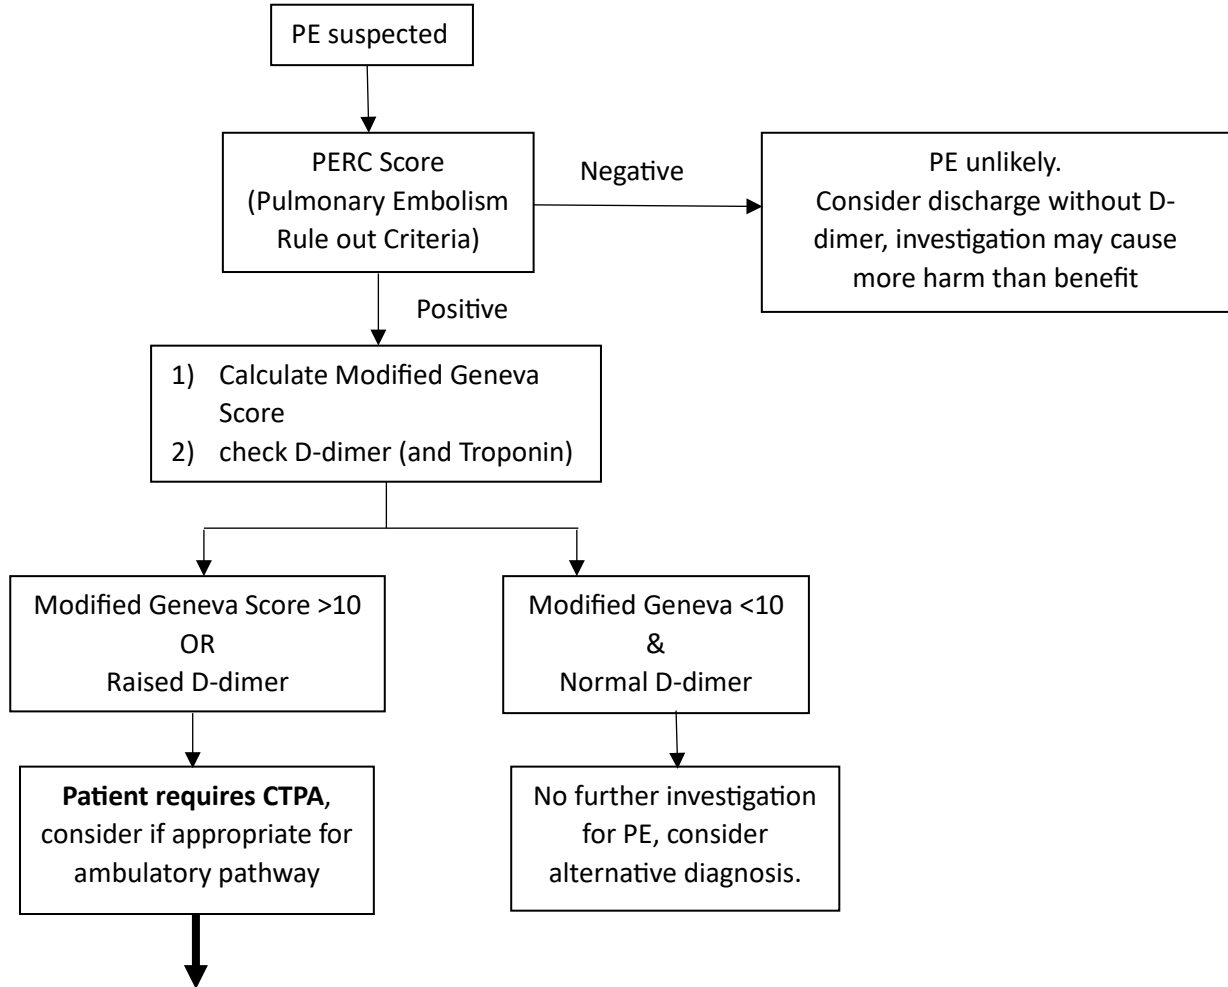 PE suspected
PERC Score
(Pulmonary Embolism
Rule out Criteria)
Negative
PE unlikely.
Consider discharge without D-
dimer, investigation may cause
more harm than benefit
Positive
1) Calculate Modified Geneva
Score
2) check D-dimer (and Troponin)
Modified Geneva Score >10
OR
Raised D-dimer
Modified Geneva <10
&
Normal D-dimer
Patient requires CTPA,
consider if appropriate for
ambulatory pathway
No further investigation
for PE, consider
alternative diagnosis.